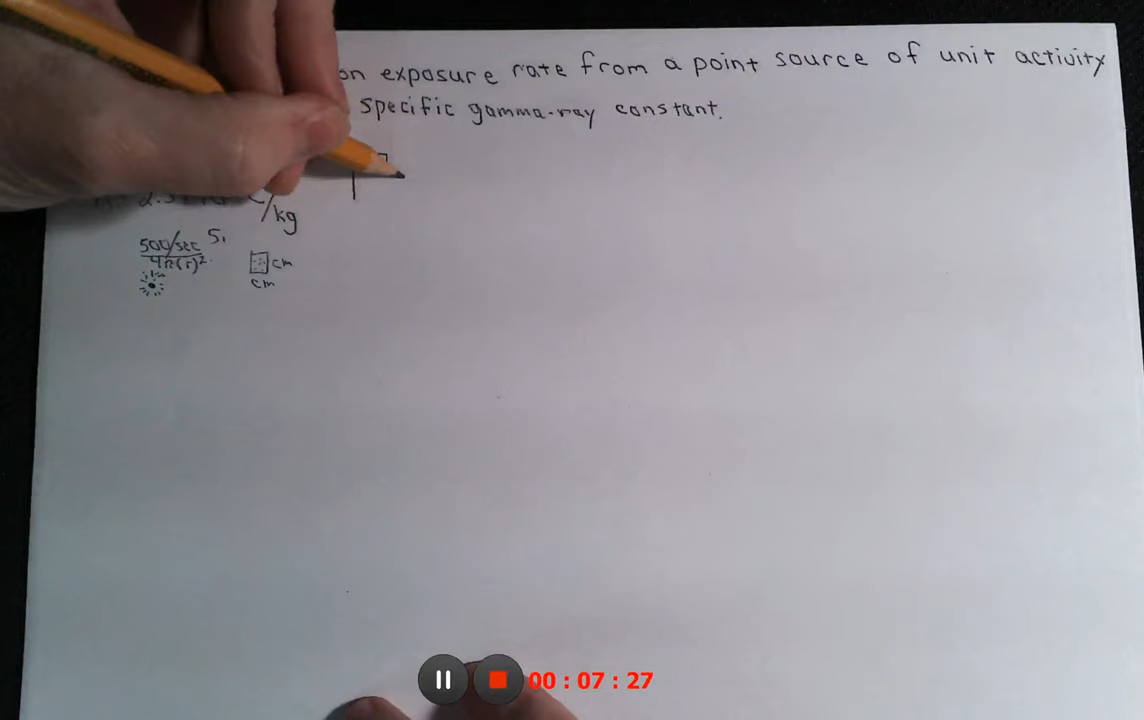 on exposure rate from a point source of unit activity
specific gamma-ray constant.
/kg
500/sec
4π(r)²
cm
cm
00 : 07 : 27